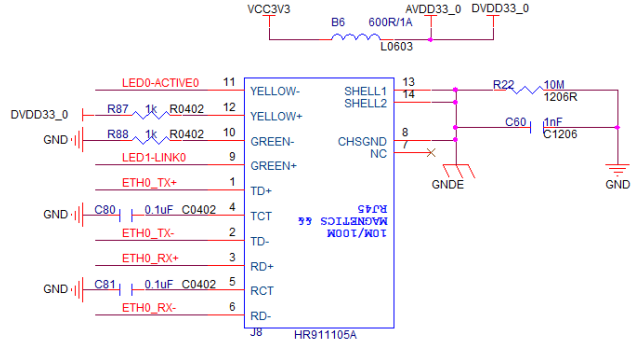 VCC3V3 AVDD33_0 DVDD33_0
B6 600R/1A
L0603
LED0-ACTIVE0 11 YELLOW- SHELL1 13 R22 10M
DVDD33_0 R87 1k R0402 12 YELLOW+ SHELL2 14 1206R
GND R88 1k R0402 10 GREEN- CHSGND 8 C60 1nF
LED1-LINK0 9 GREEN+ NC 7 C1206
ETH0_TX+ 1 TD+ GNDE GND
GND C80 0.1uF C0402 4 TCT
ETH0_TX- 2 TD-
10M/100M
MAGNETICS &&
RJ45
ETH0_RX+ 3 RD+
GND C81 0.1uF C0402 5 RCT
ETH0_RX- 6 RD-
J8 HR911105A